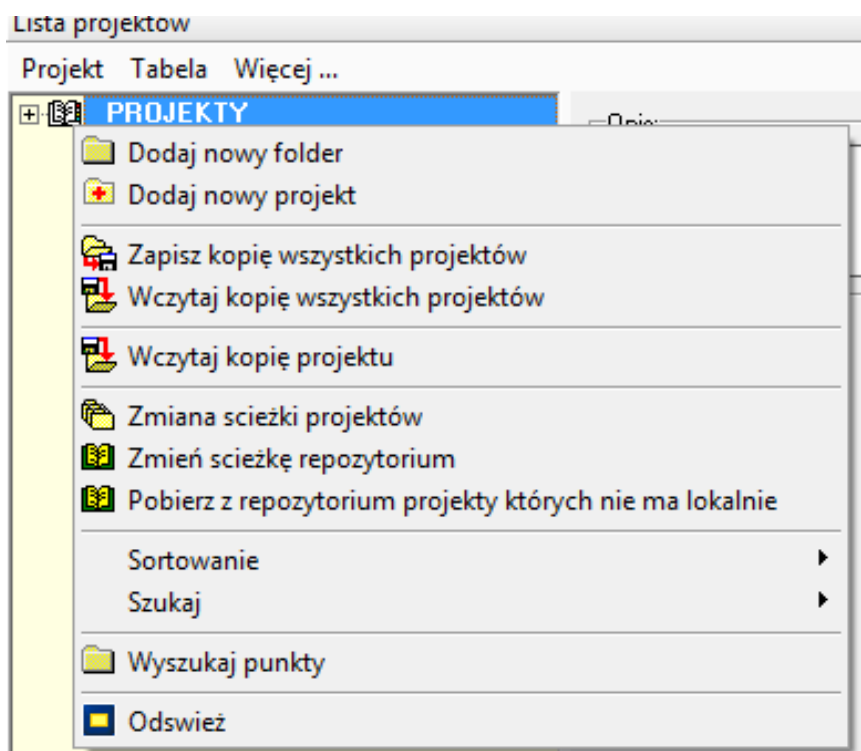 Lista projektów
Projekt Tabela Więcej ...
PROJEKTY
Opis:
Dodaj nowy folder
Dodaj nowy projekt
Zapisz kopię wszystkich projektów
Wczytaj kopię wszystkich projektów
Wczytaj kopię projektu
Zmiana scieżki projektów
Zmień scieżkę repozytorium
Pobierz z repozytorium projekty których nie ma lokalnie
Sortowanie
Szukaj
Wyszukaj punkty
Odswież